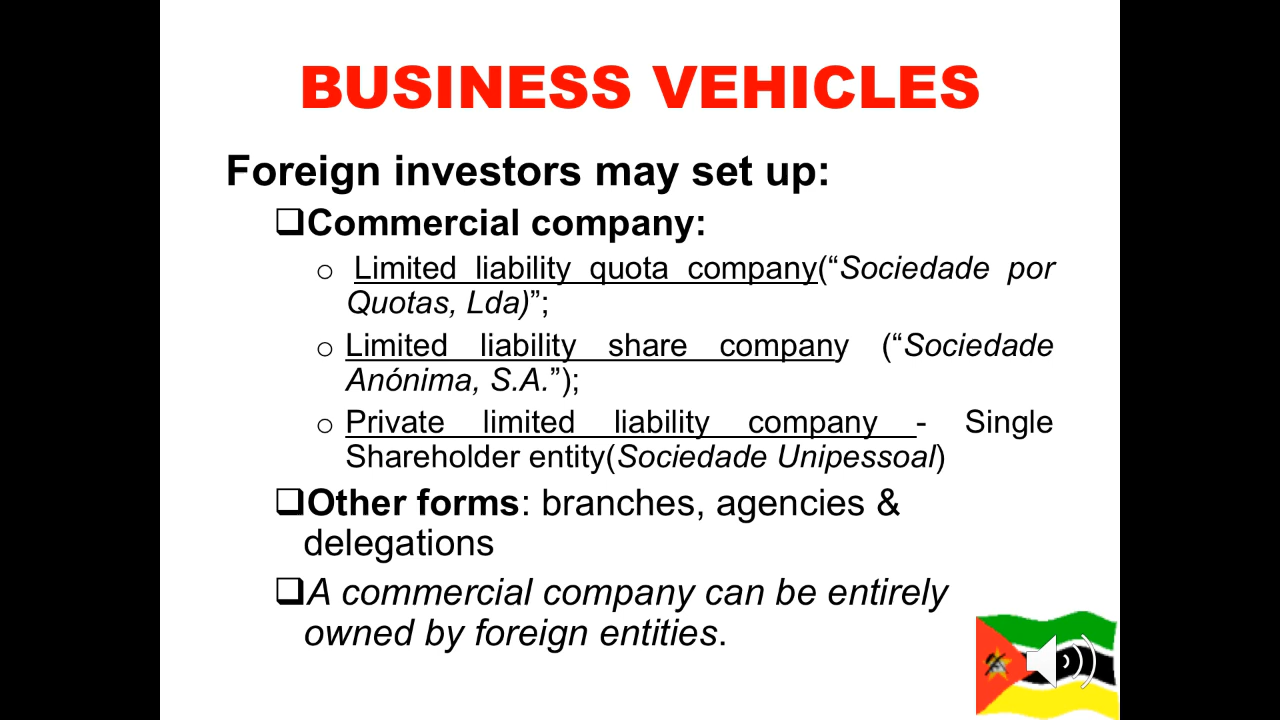 BUSINESS VEHICLES
Foreign investors may set up:
❑Commercial company:
o Limited liability quota company(“Sociedade por
Quotas, Lda)”;
o Limited liability share company (“Sociedade
Anónima, S.A.”);
o Private limited liability company - Single
Shareholder entity(Sociedade Unipessoal)
❑Other forms: branches, agencies &
delegations
❑A commercial company can be entirely
owned by foreign entities.